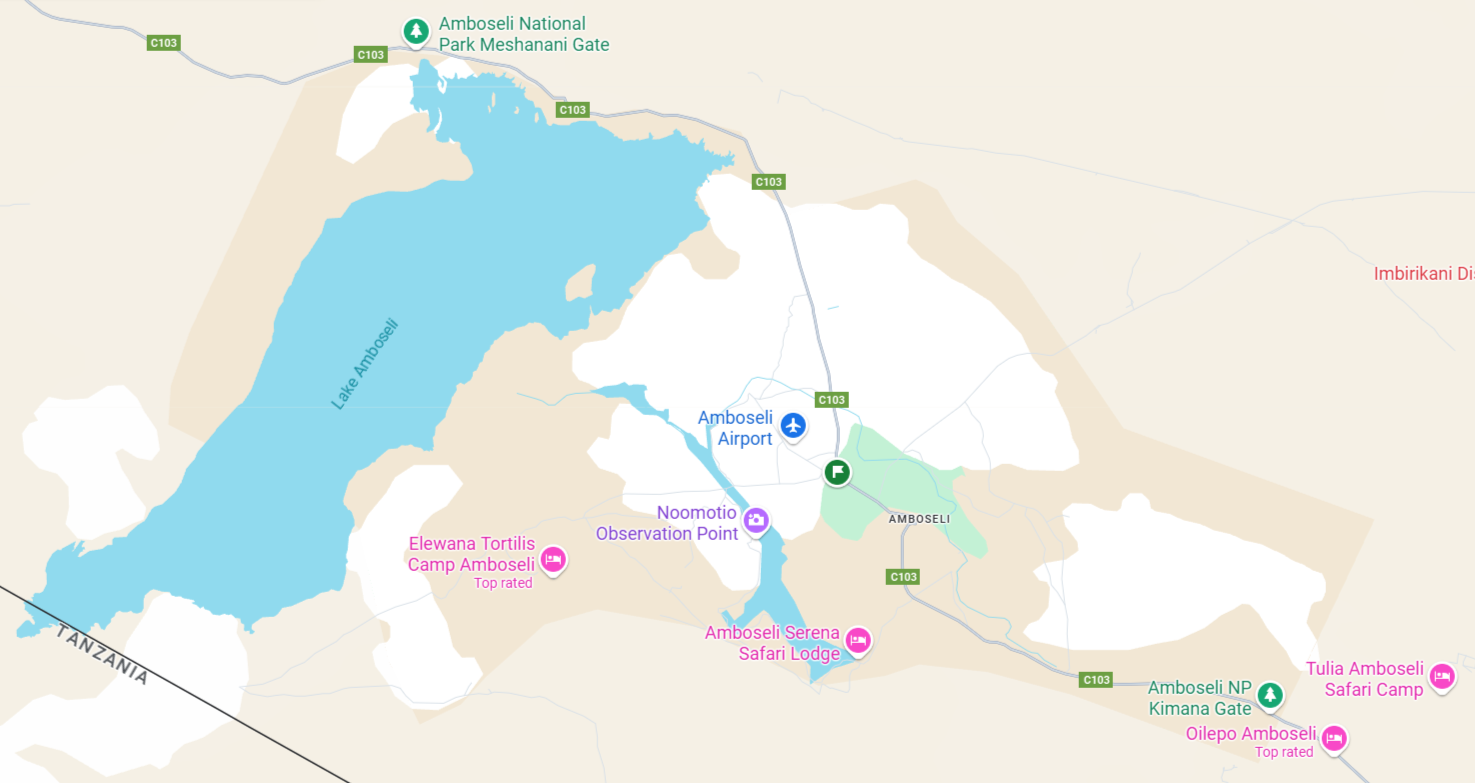 Amboseli National
Park Meshanani Gate
C103
C103
C103
C103
Imbirikani Di
Lake Amboseli
C103
Amboseli
Airport
Noomotio
Observation Point
AMBOSELI
Elewana Tortilis
Camp Amboseli
Top rated
C103
TANZANIA
Amboseli Serena
Safari Lodge
C103
Tulia Amboseli
Safari Camp
Amboseli NP
Kimana Gate
Oilepo Amboseli
Top rated